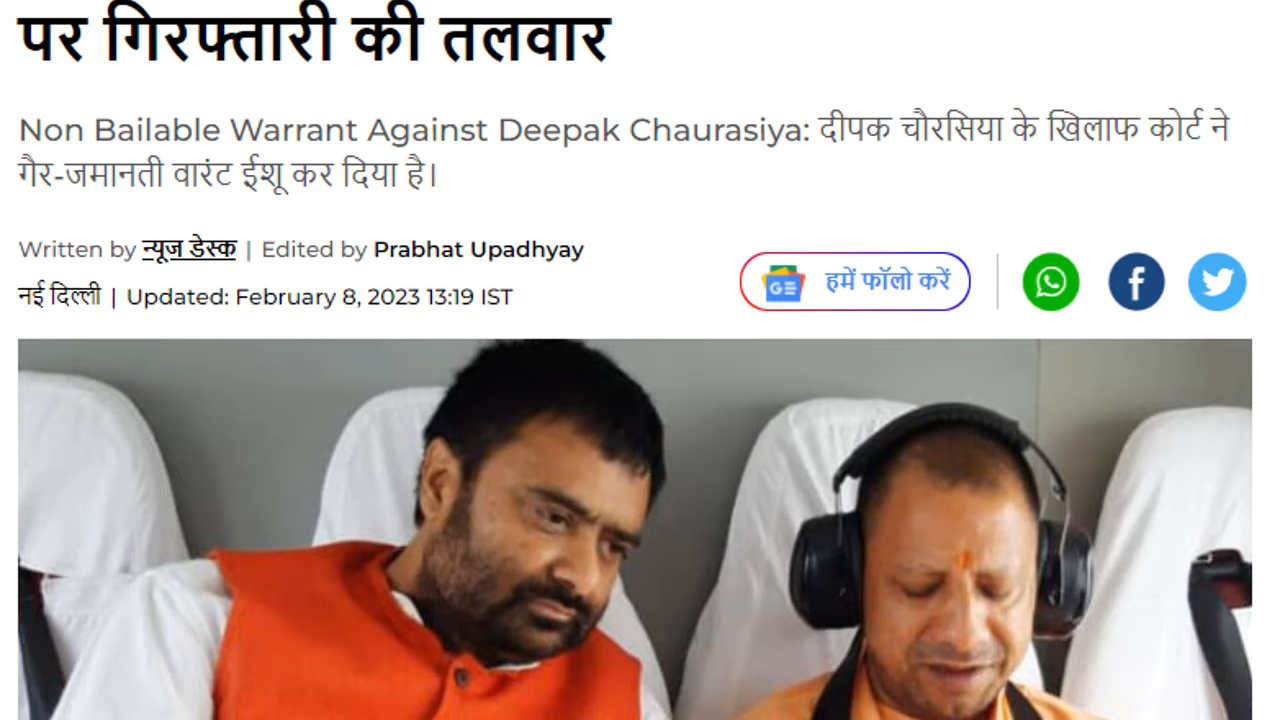 पर गिरफ्तारी की तलवार
Non Bailable Warrant Against Deepak Chaurasiya: दीपक चौरसिया के खिलाफ कोर्ट ने
गैर-जमानती वारंट ईशू कर दिया है।
Written by न्यूज डेस्क | Edited by Prabhat Upadhyay
नई दिल्ली | Updated: February 8, 2023 13:19 IST
GE हमें फॉलो करें